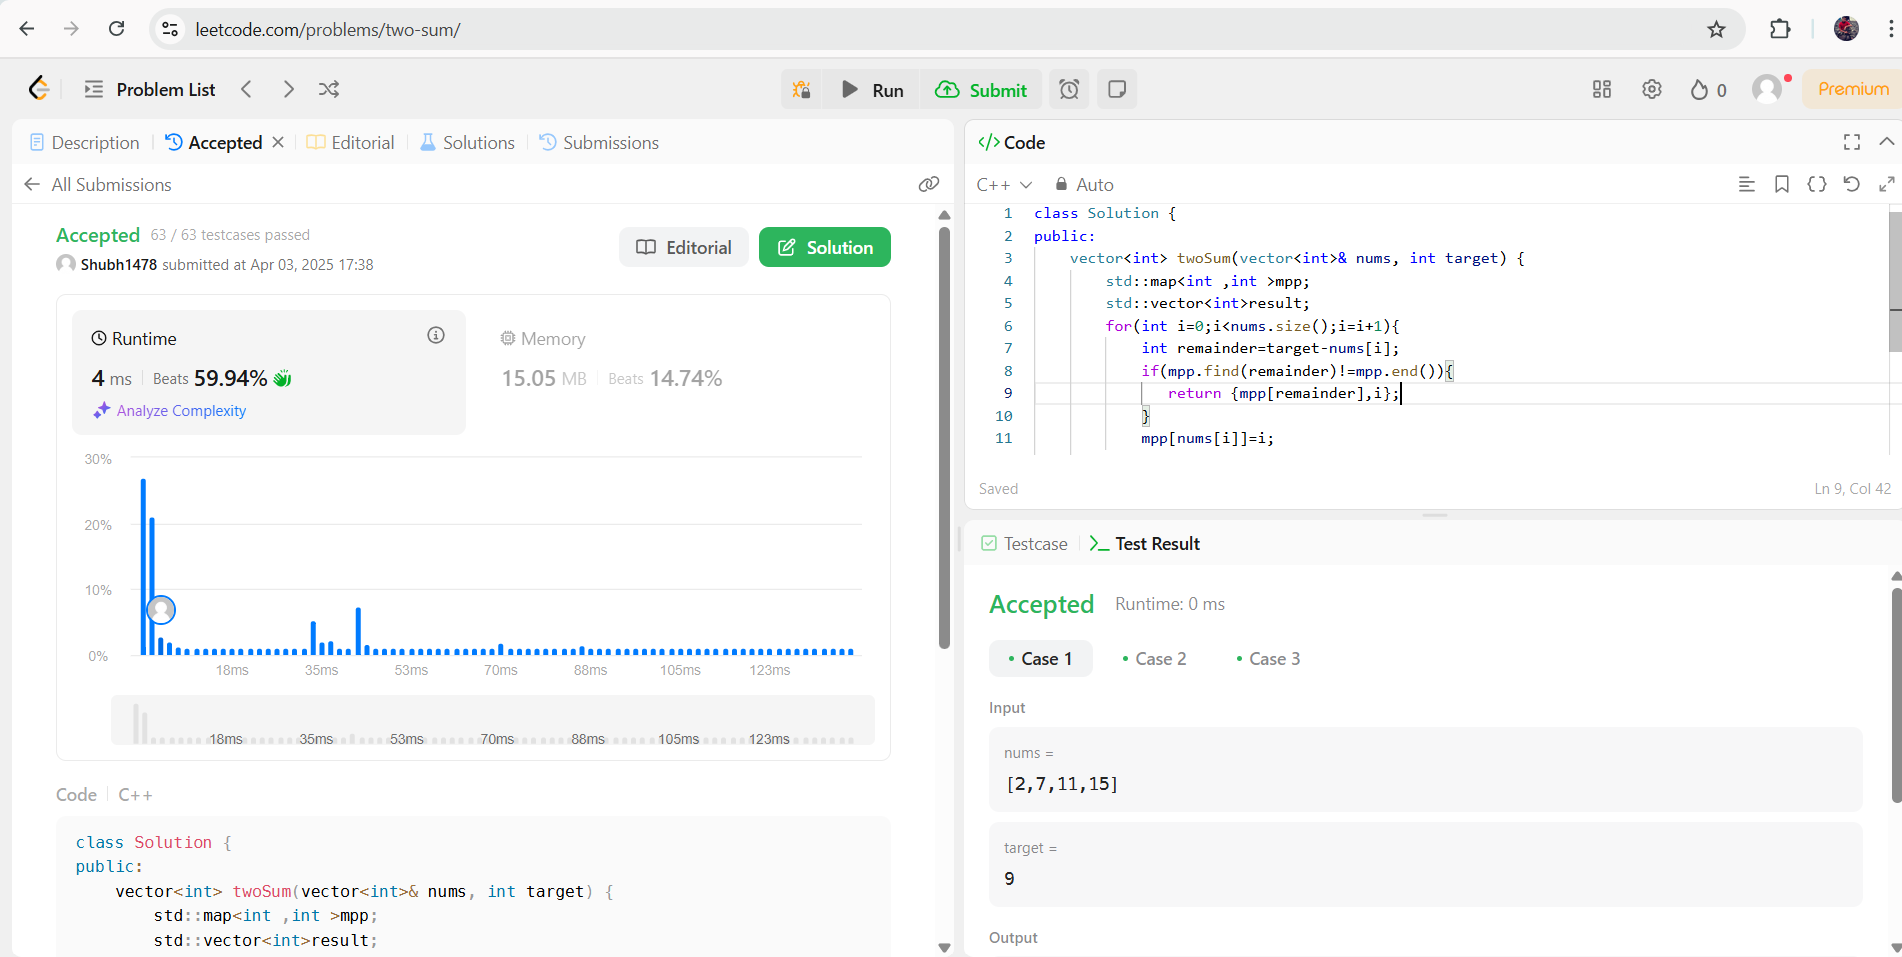 leetcode.com/problems/two-sum/
Problem List
Run
Submit
0
Premium
Description
Accepted
Editorial
Solutions
Submissions
All Submissions
Accepted 63 / 63 testcases passed
Shubh1478 submitted at Apr 03, 2025 17:38
Editorial
Solution
Runtime
4 ms Beats 59.94%
Analyze Complexity
Memory
15.05 MB Beats 14.74%
30%
20%
10%
0%
18ms 35ms 53ms 70ms 88ms 105ms 123ms
18ms 35ms 53ms 70ms 88ms 105ms 123ms
Code C++
class Solution {
public:
    vector<int> twoSum(vector<int>& nums, int target) {
        std::map<int ,int >mpp;
        std::vector<int>result;
</> Code
C++ Auto
1 class Solution {
2 public:
3     vector<int> twoSum(vector<int>& nums, int target) {
4         std::map<int ,int >mpp;
5         std::vector<int>result;
6         for(int i=0;i<nums.size();i=i+1){
7             int remainder=target-nums[i];
8             if(mpp.find(remainder)!=mpp.end()){
9                return {mpp[remainder],i};
10             }
11             mpp[nums[i]]=i;
Saved
Ln 9, Col 42
Testcase
>_ Test Result
Accepted Runtime: 0 ms
• Case 1 • Case 2 • Case 3
Input
nums =
[2,7,11,15]
target =
9
Output